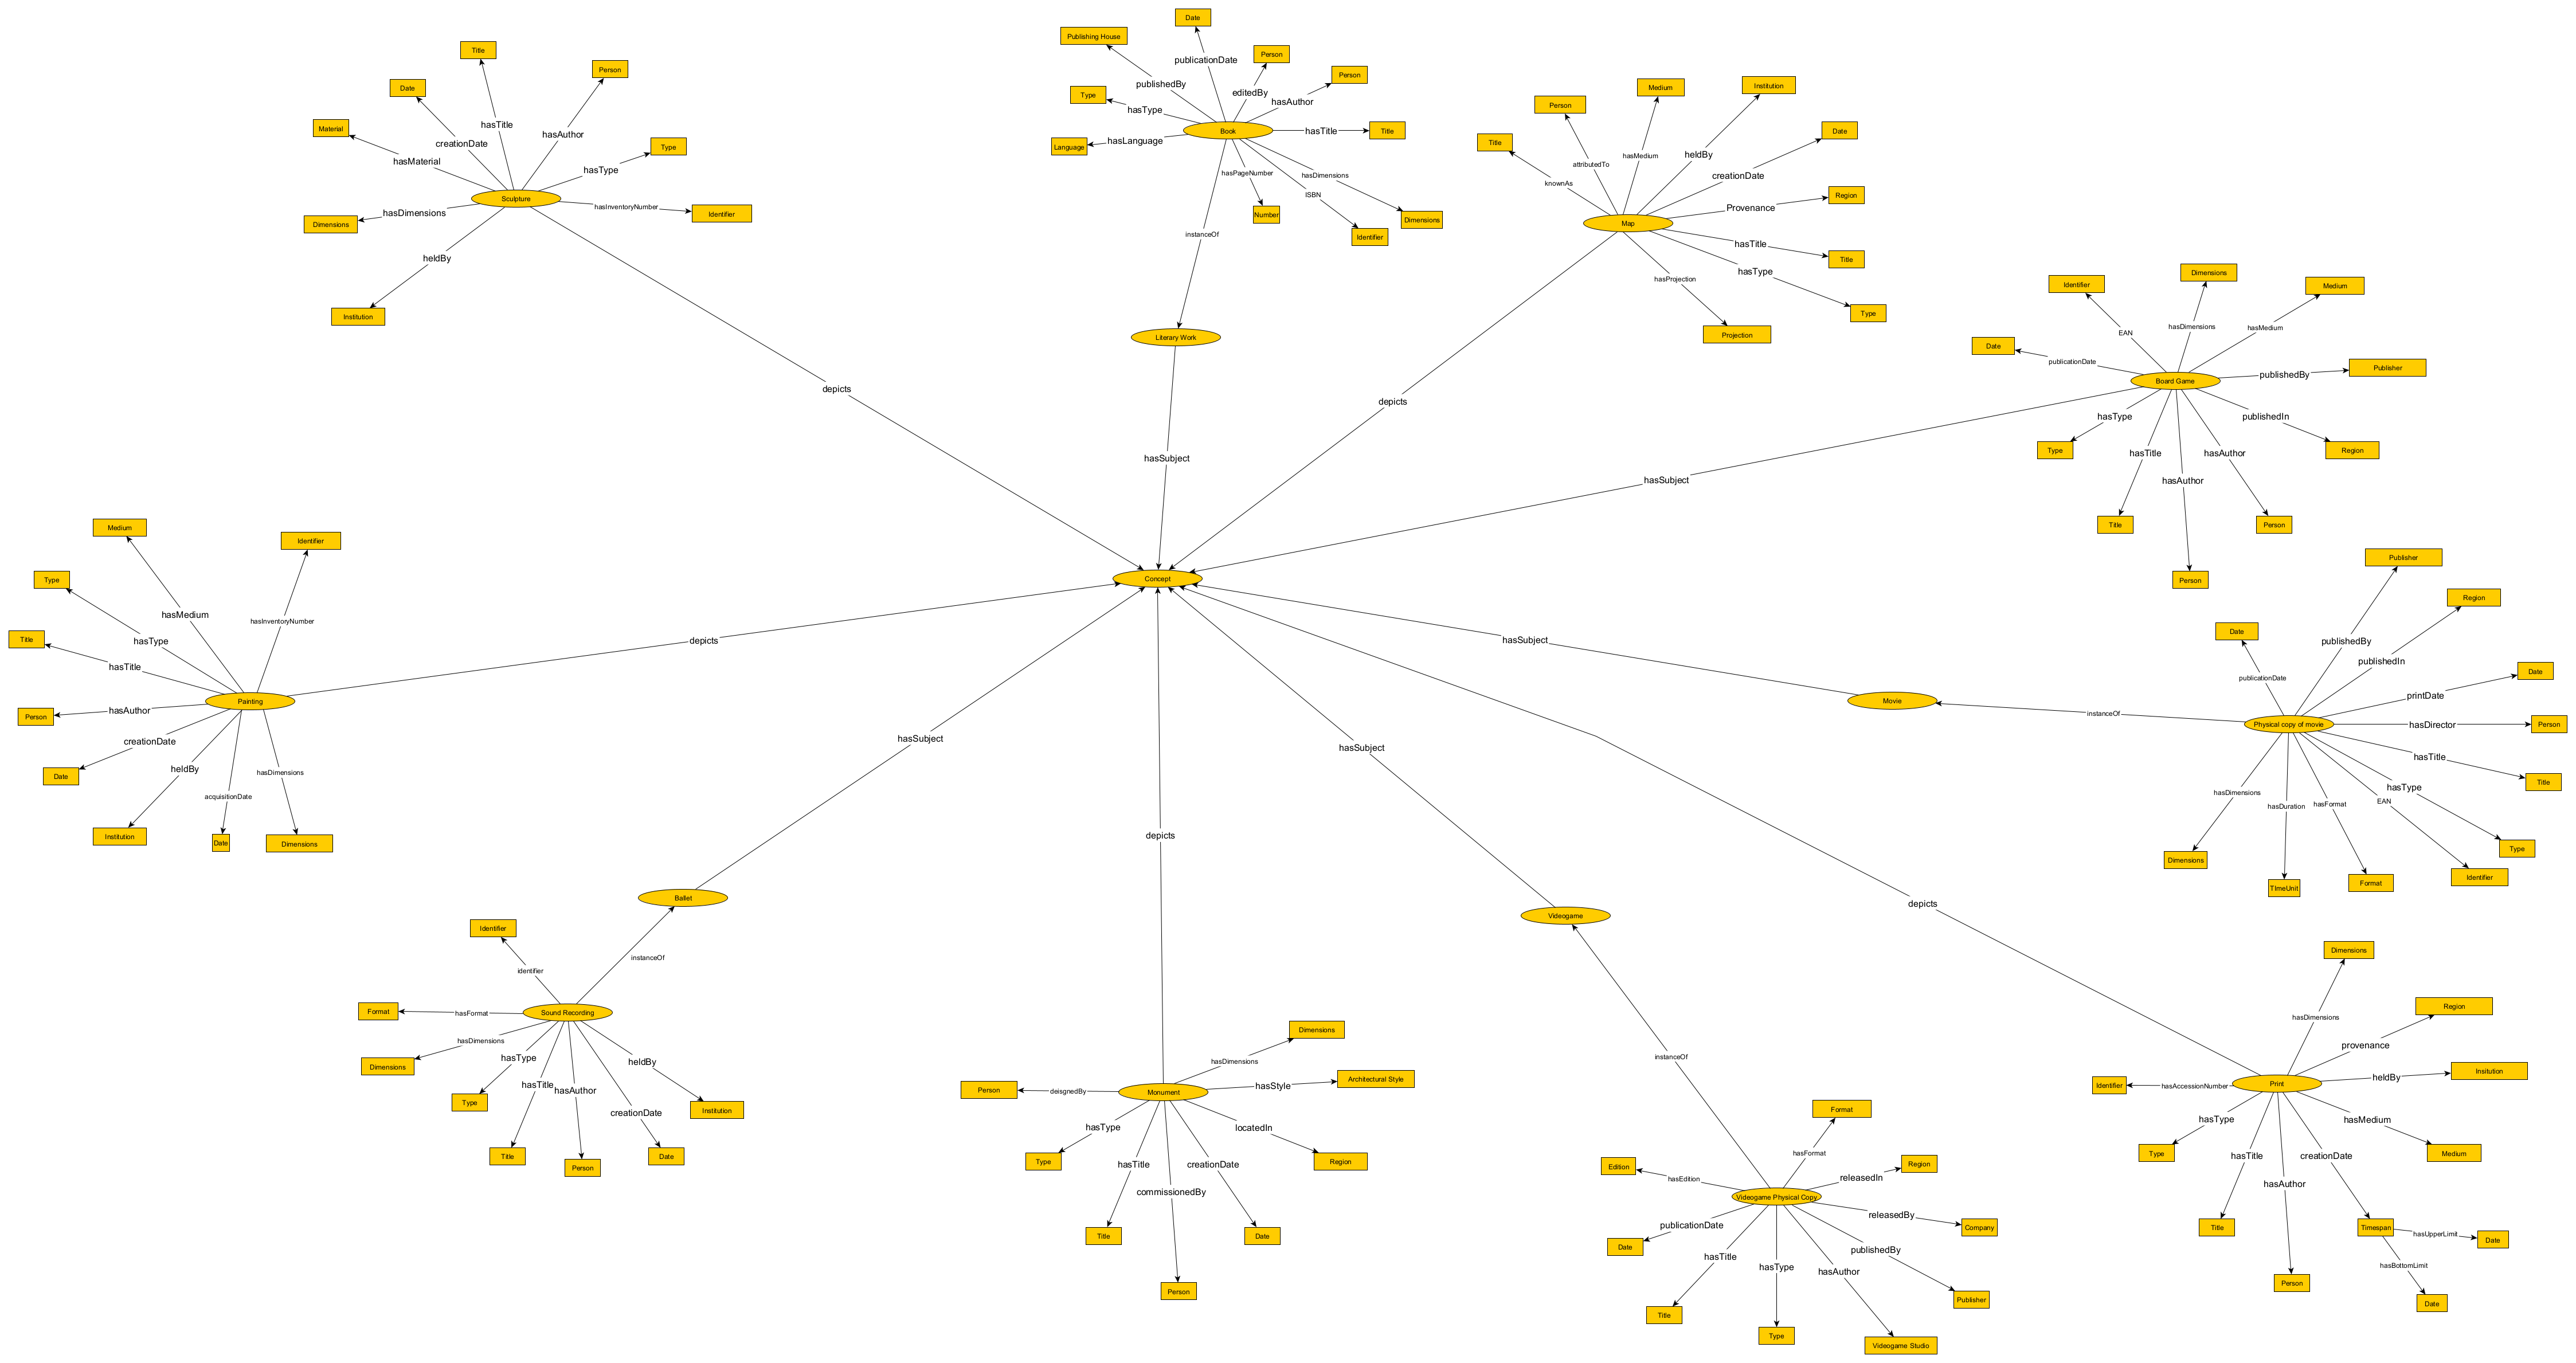 Date
Publishing House
Title
Person
Person
Person
Date
publicationDate
publishedBy
editedBy
hasAuthor
Type
hasType
Language
hasLanguage
Book
hasTitle
Title
hasPageNumber
ISBN
hasDimensions
Number
Identifier
Dimensions
instanceOf
Literary Work
hasSubject
hasTitle
hasAuthor
creationDate
Material
hasMaterial
Type
hasType
Sculpture
hasInventoryNumber
Identifier
hasDimensions
Dimensions
heldBy
Institution
depicts
Medium
Institution
Person
Date
Title
hasMedium
heldBy
attributedTo
creationDate
knownAs
Region
Provenance
Map
hasTitle
Title
hasType
Type
hasProjection
Projection
depicts
Identifier
Dimensions
Medium
EAN
hasDimensions
hasMedium
Date
publicationDate
publishedBy
Publisher
Board Game
hasType
Type
publishedIn
Region
hasTitle
Title
hasAuthor
Person
hasAuthor
Person
hasSubject
Concept
Medium
Identifier
Type
hasMedium
hasInventoryNumber
hasType
Title
hasTitle
Painting
Person
hasAuthor
creationDate
Date
heldBy
Institution
acquisitionDate
Date
hasDimensions
Dimensions
depicts
hasSubject
Movie
instanceOf
Publisher
Region
Date
publishedBy
publishedIn
publicationDate
Date
printDate
Physical copy of movie
hasDirector
Person
hasTitle
Title
hasType
Type
EAN
Identifier
hasFormat
Format
hasDuration
TImeUnit
hasDimensions
Dimensions
hasSubject
Ballet
instanceOf
Identifier
identifier
Format
hasFormat
Sound Recording
hasDimensions
Dimensions
hasType
Type
hasTitle
Title
hasAuthor
Person
creationDate
Date
heldBy
Institution
depicts
Dimensions
hasDimensions
Architectural Style
hasStyle
Person
deisgnedBy
Monument
hasType
Type
locatedIn
Region
hasTitle
Title
commissionedBy
Person
creationDate
Date
hasSubject
Videogame
instanceOf
Format
hasFormat
Edition
hasEdition
Region
releasedIn
Videogame Physical Copy
releasedBy
Company
publicationDate
Date
publishedBy
Publisher
hasTitle
Title
hasType
Type
hasAuthor
Videogame Studio
depicts
Dimensions
hasDimensions
Region
provenance
Insitution
heldBy
Print
Identifier
hasAccessionNumber
hasType
Type
hasMedium
Medium
hasTitle
Title
hasAuthor
Person
creationDate
Timespan
hasUpperLimit
Date
hasBottomLimit
Date